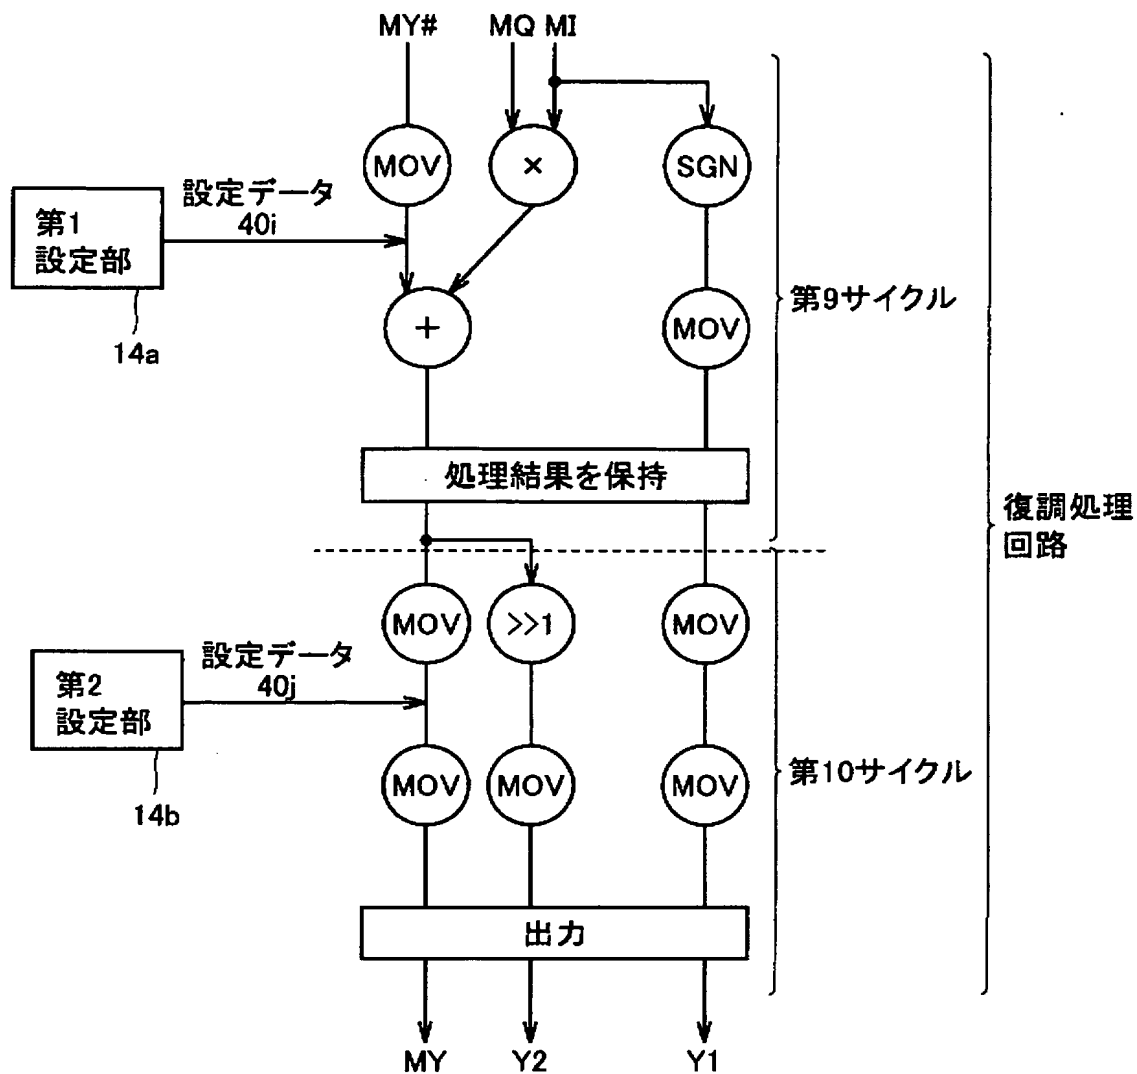 MY# MQ MI
MOV × SGN
設定データ
40i
第1
設定部
14a
+ MOV
第9サイクル
処理結果を保持
復調処理
回路
MOV >>1 MOV
設定データ
40j
第2
設定部
14b
MOV MOV MOV
第10サイクル
出力
MY Y2 Y1